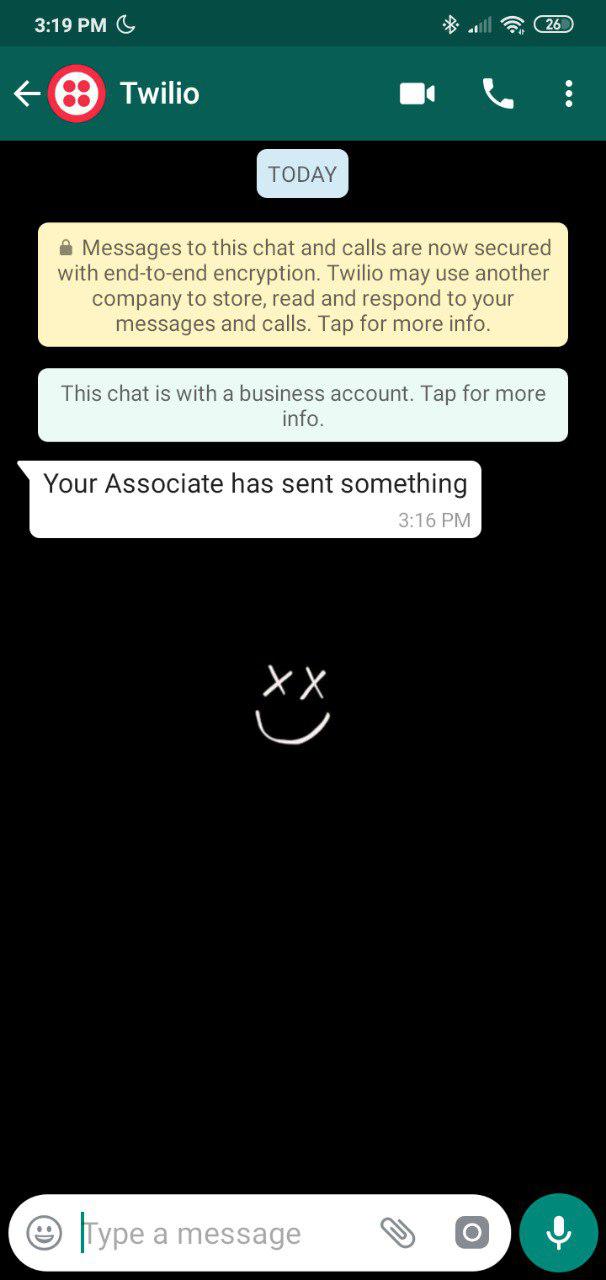 3:19 PM
26
Twilio
TODAY
Messages to this chat and calls are now secured
with end-to-end encryption. Twilio may use another
company to store, read and respond to your
messages and calls. Tap for more info.
This chat is with a business account. Tap for more
info.
Your Associate has sent something
3:16 PM
Type a message